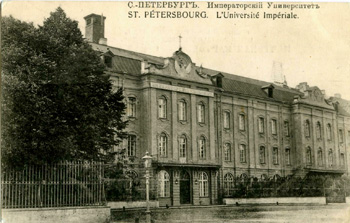 С.-ПЕТЕРБУРГЪ. Императорскій Университетъ
ST. PÉTERSBOURG. L'Université Impériale.